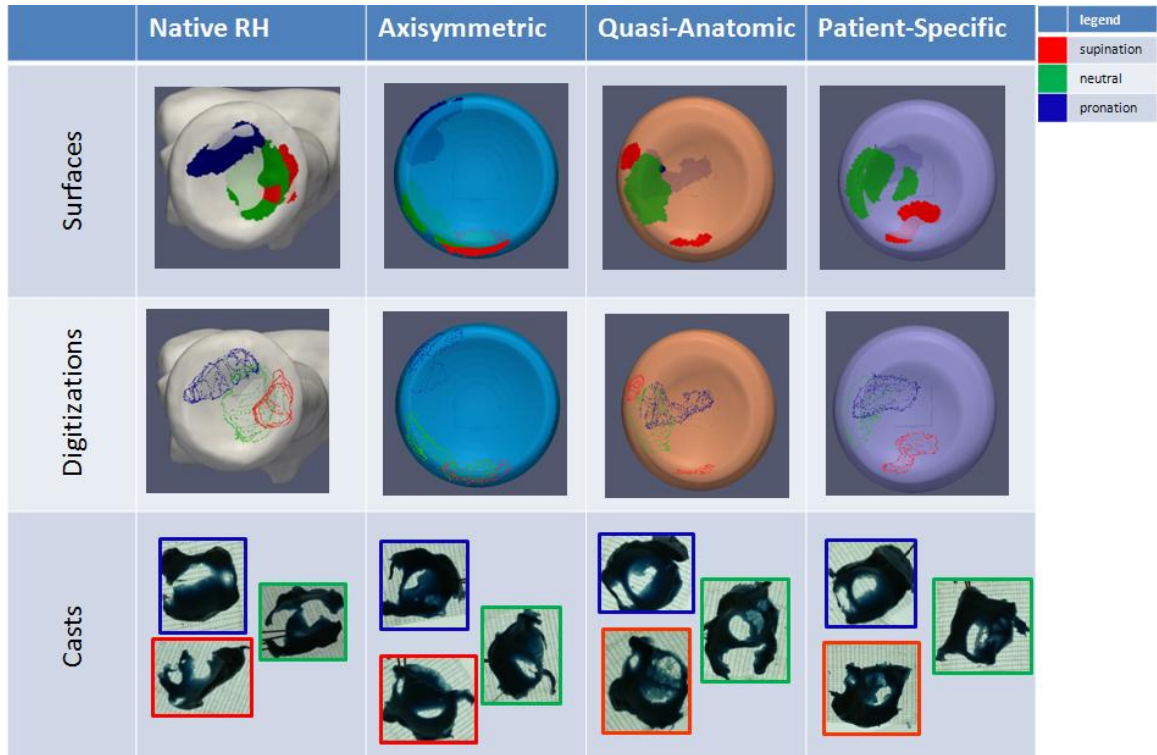 Native RH
Axisymmetric
Quasi-Anatomic
Patient-Specific
legend
supination
neutral
pronation
Surfaces
Digitizations
Casts